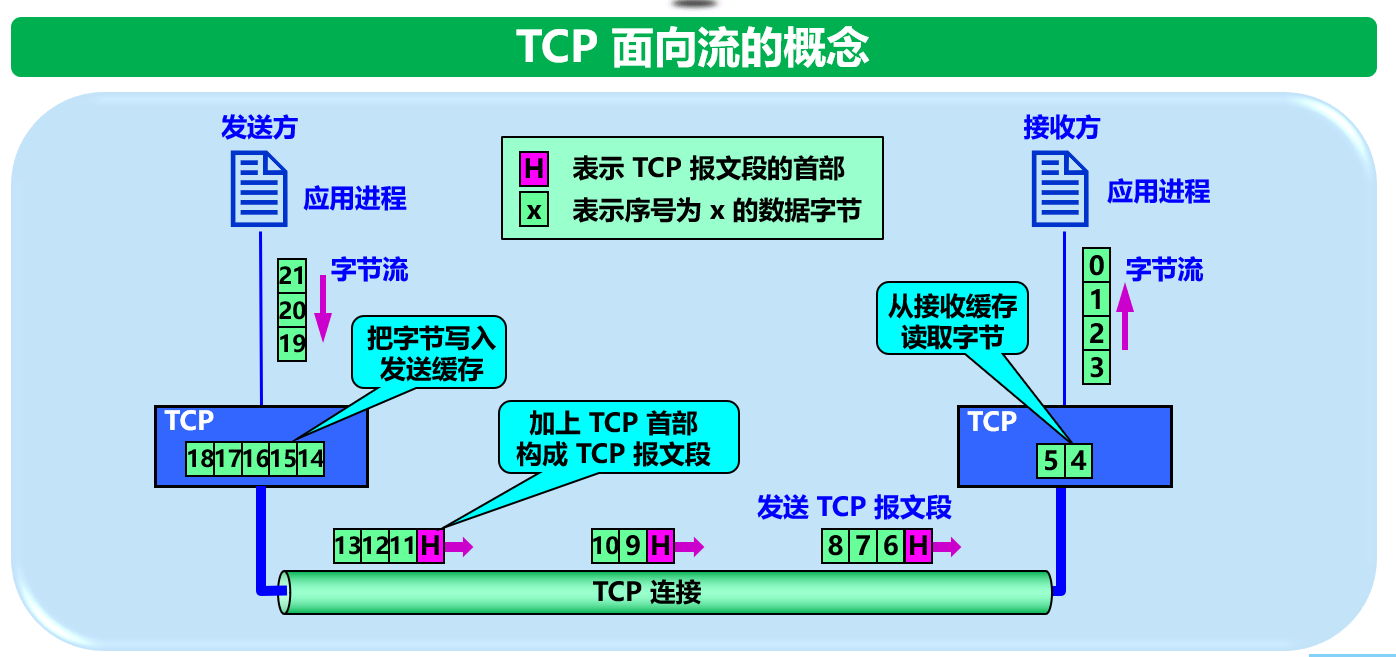 TCP 面向流的概念
发送方
接收方
H 表示 TCP 报文段的首部
x 表示序号为 x 的数据字节
应用进程
应用进程
21
20
19
字节流
0
1
2
3
字节流
把字节写入
发送缓存
从接收缓存
读取字节
TCP
18 17 16 15 14
加上 TCP 首部
构成 TCP 报文段
TCP
5 4
发送 TCP 报文段
13 12 11 H
10 9 H
8 7 6 H
TCP 连接